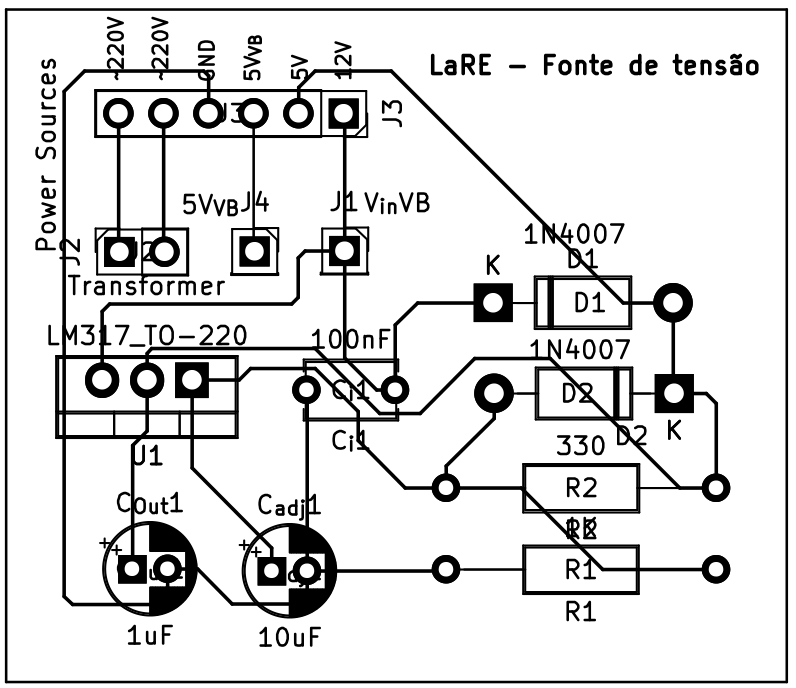 ~220V
~220V
GND
5VVB
5V
12V
LaRE - Fonte de tensão
Power Sources
J3
J3
5VVB
J4
J1
VinVB
J2
J2
Transformer
1N4007
D1
K
D1
LM317_TO-220
100nF
1N4007
Ci1
D2
Ci1
D2
K
U1
330
R2
COut1
Cadj1
R2
1K
++
++
R1
1uF
10uF
R1